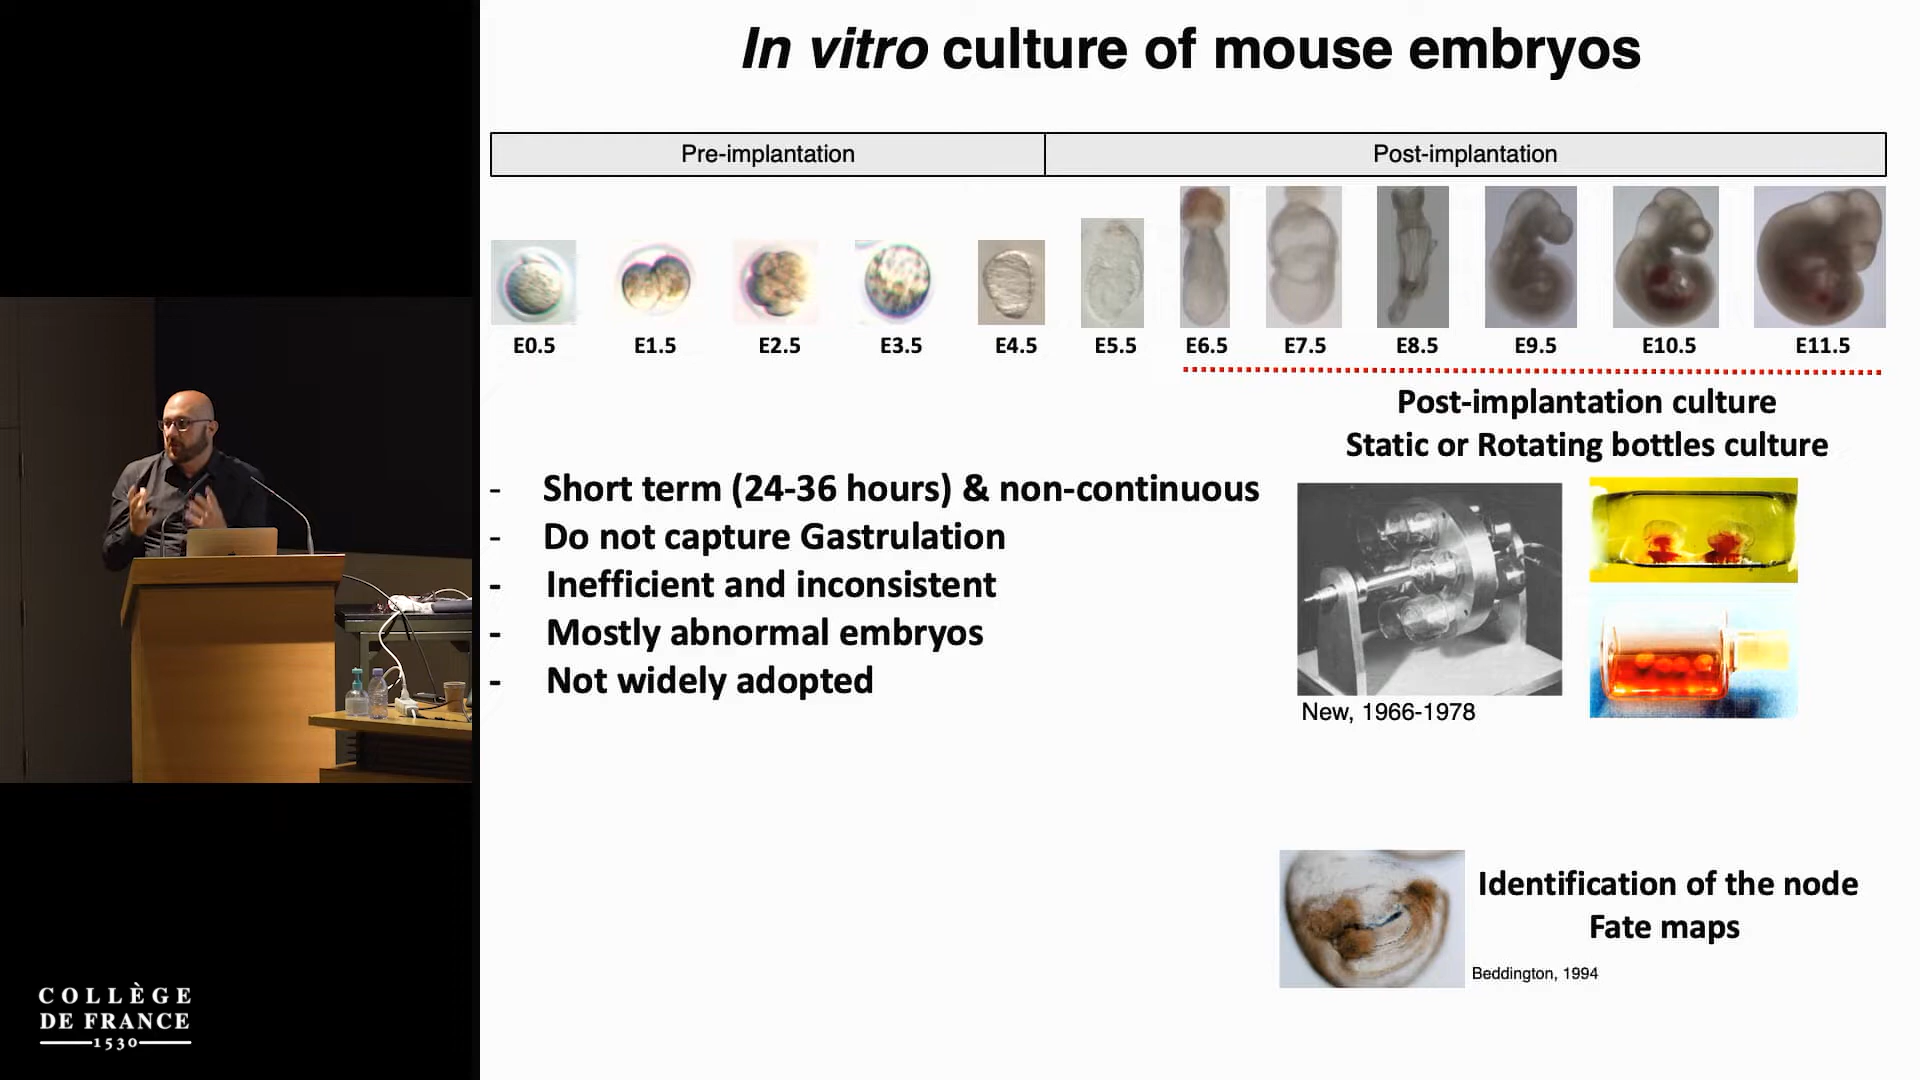 In vitro culture of mouse embryos
Pre-implantation
Post-implantation
E0.5
E1.5
E2.5
E3.5
E4.5
E5.5
E6.5
E7.5
E8.5
E9.5
E10.5
E11.5
Post-implantation culture
Static or Rotating bottles culture
- Short term (24-36 hours) & non-continuous
- Do not capture Gastrulation
- Inefficient and inconsistent
- Mostly abnormal embryos
- Not widely adopted
New, 1966-1978
Identification of the node
Fate maps
Beddington, 1994
COLLÈGE
DE FRANCE
1530